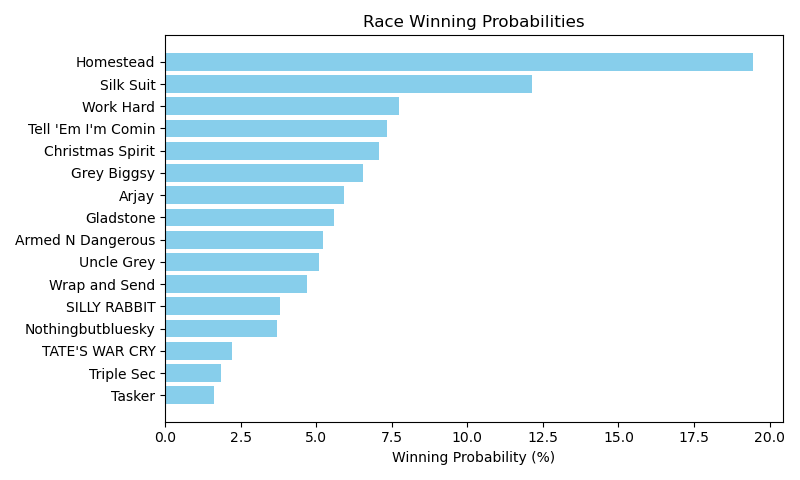 Race Winning Probabilities
Homestead
Silk Suit
Work Hard
Tell 'Em I'm Comin
Christmas Spirit
Grey Biggsy
Arjay
Gladstone
Armed N Dangerous
Uncle Grey
Wrap and Send
SILLY RABBIT
Nothingbutbluesky
TATE'S WAR CRY
Triple Sec
Tasker
0.0 2.5 5.0 7.5 10.0 12.5 15.0 17.5 20.0
Winning Probability (%)